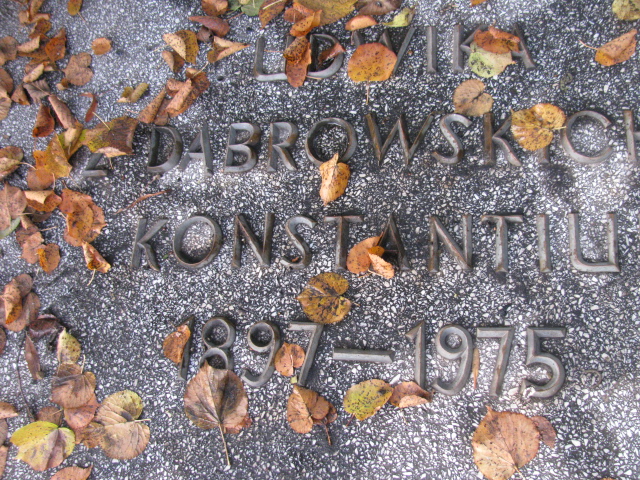 LUDWIKA
Z DABROWSKICH
KONSTANTIU
1897-1975